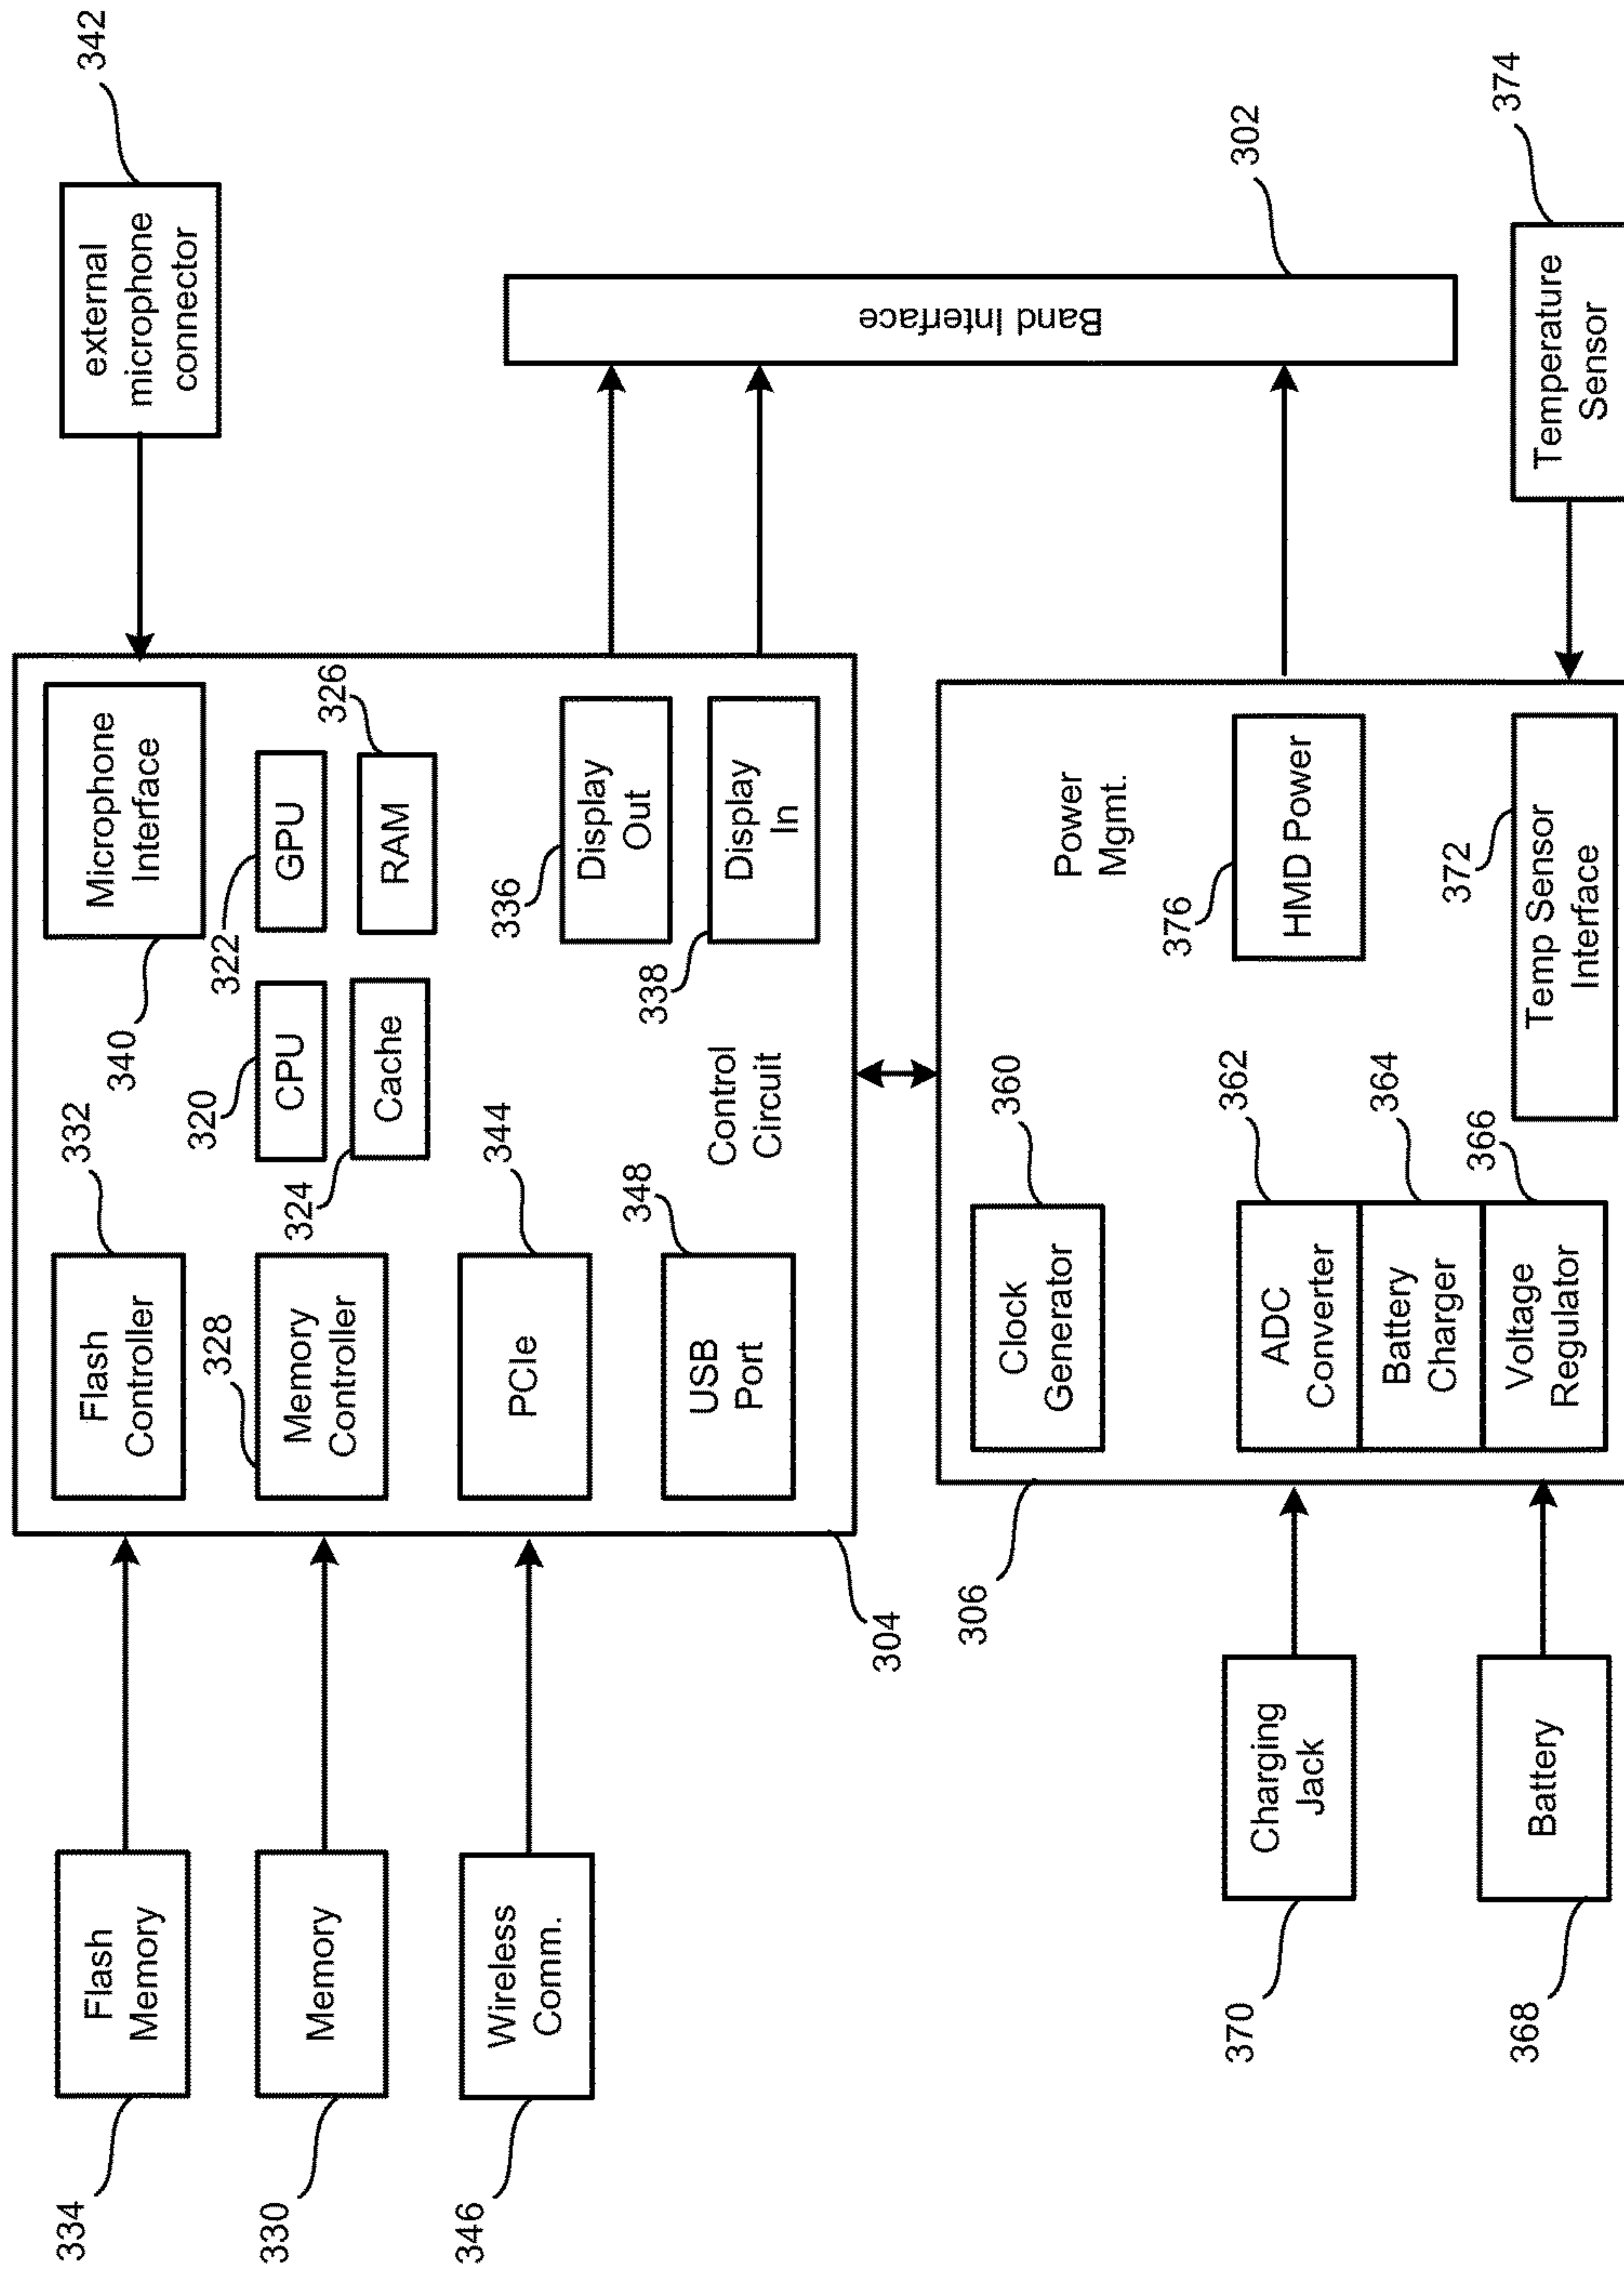 334
Flash
Memory
330
Memory
346
Wireless
Comm.
332
Flash
Controller
328
Memory
Controller
344
PCIe
348
USB
Port
340
Microphone
Interface
342
external
microphone
connector
320
CPU
322
GPU
324
Cache
326
RAM
336
Display
Out
338
Display
In
Control
Circuit
304
Band Interface
302
306
360
Clock
Generator
Power
Mgmt.
370
Charging
Jack
362
ADC
Converter
364
Battery
Charger
366
Voltage
Regulator
376
HMD Power
368
Battery
372
Temp Sensor
Interface
374
Temperature
Sensor